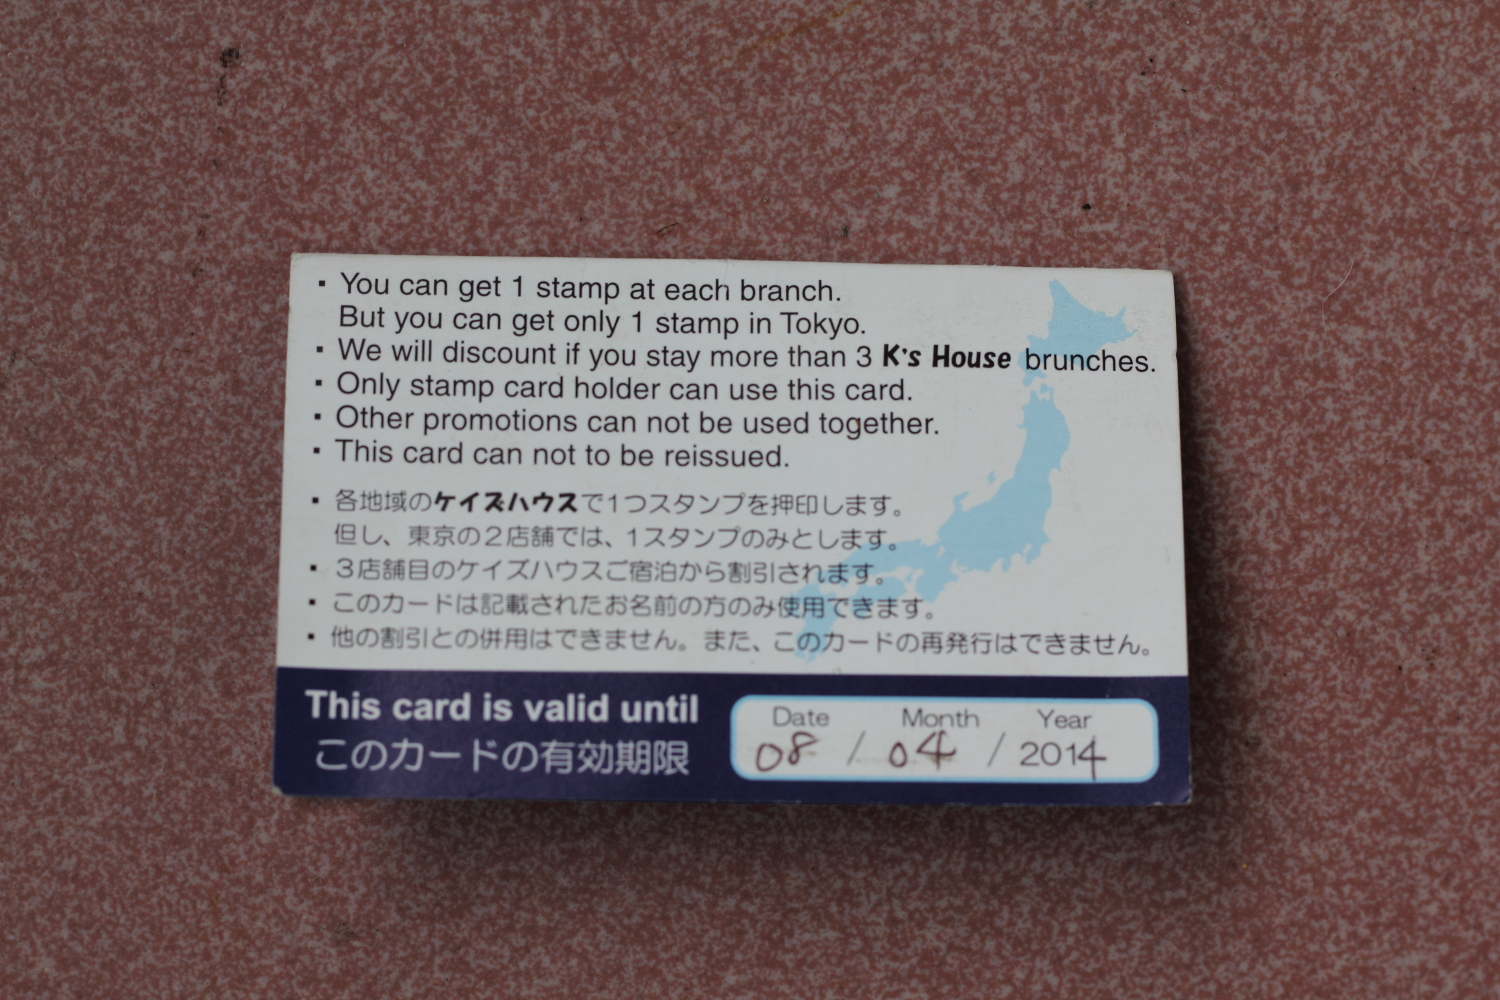 ▪ You can get 1 stamp at each branch.
But you can get only 1 stamp in Tokyo.
▪ We will discount if you stay more than 3 K's House brunches.
▪ Only stamp card holder can use this card.
▪ Other promotions can not be used together.
▪ This card can not to be reissued.
▪ 各地域のケイズハウスで1つスタンプを押印します。
但し、東京の2店舗では、1スタンプのみとします。
▪ 3店舗目のケイズハウスご宿泊から割引されます。
▪ このカードは記載されたお名前の方のみ使用できます。
▪ 他の割引との併用はできません。また、このカードの再発行はできません。
This card is valid until
このカードの有効期限
Date Month Year
08 / 04 / 2014